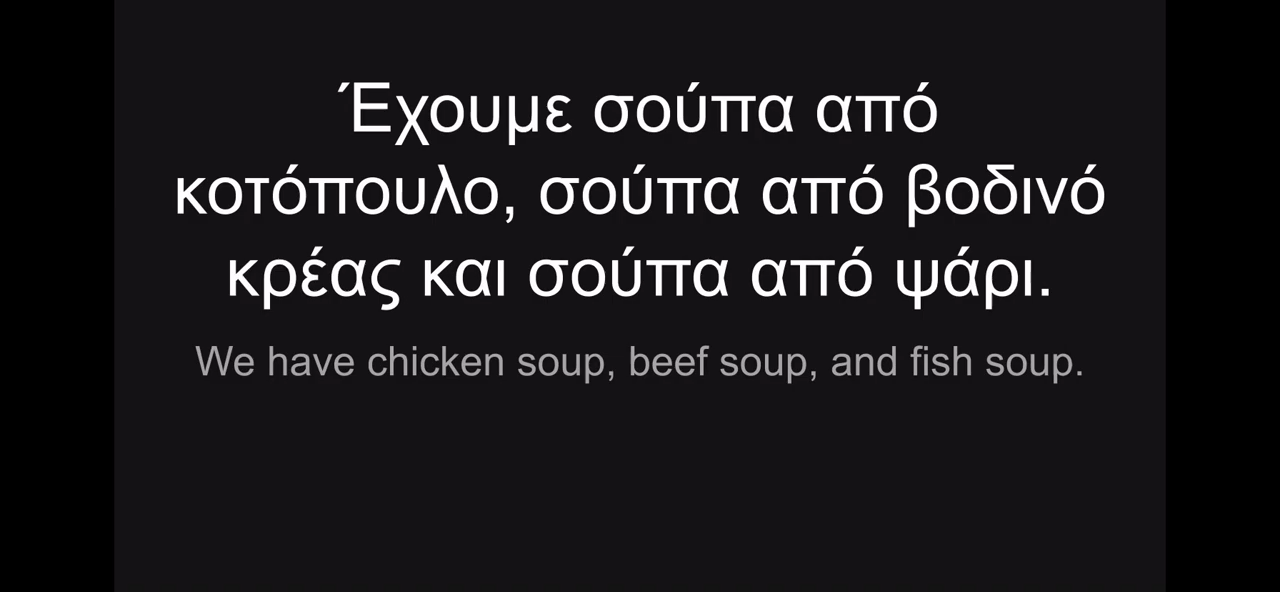 Έχουμε σούπα από
κοτόπουλο, σούπα από βοδινό
κρέας και σούπα από ψάρι.
We have chicken soup, beef soup, and fish soup.